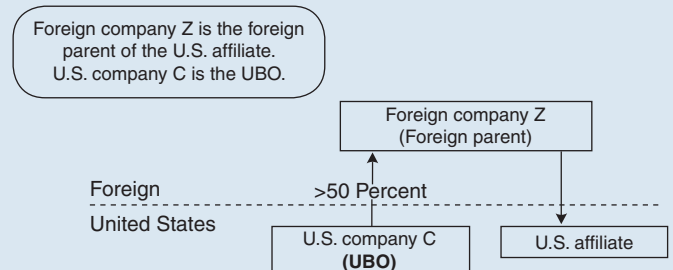 Foreign company Z is the foreign
parent of the U.S. affiliate.
U.S. company C is the UBO.
Foreign company Z
(Foreign parent)
Foreign
>50 Percent
United States
U.S. company C
(UBO)
U.S. affiliate